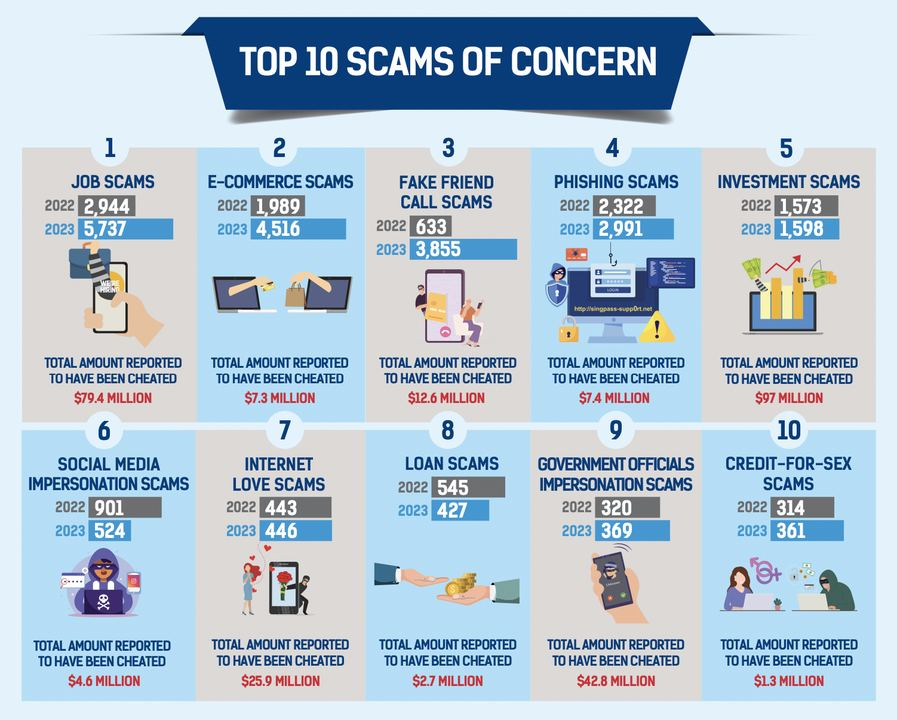 TOP 10 SCAMS OF CONCERN
1
JOB SCAMS
2022 2,944
2023 5,737
WE'RE
HIRING
TOTAL AMOUNT REPORTED
TO HAVE BEEN CHEATED
$79.4 MILLION
2
E-COMMERCE SCAMS
2022 1,989
2023 4,516
TOTAL AMOUNT REPORTED
TO HAVE BEEN CHEATED
$7.3 MILLION
3
FAKE FRIEND
CALL SCAMS
2022 633
2023 3,855
TOTAL AMOUNT REPORTED
TO HAVE BEEN CHEATED
$12.6 MILLION
4
PHISHING SCAMS
2022 2,322
2023 2,991
LOGIN
http://singpass-supp0rt.net
TOTAL AMOUNT REPORTED
TO HAVE BEEN CHEATED
$7.4 MILLION
5
INVESTMENT SCAMS
2022 1,573
2023 1,598
TOTAL AMOUNT REPORTED
TO HAVE BEEN CHEATED
$97 MILLION
6
SOCIAL MEDIA
IMPERSONATION SCAMS
2022 901
2023 524
TOTAL AMOUNT REPORTED
TO HAVE BEEN CHEATED
$4.6 MILLION
7
INTERNET
LOVE SCAMS
2022 443
2023 446
TOTAL AMOUNT REPORTED
TO HAVE BEEN CHEATED
$25.9 MILLION
8
LOAN SCAMS
2022 545
2023 427
TOTAL AMOUNT REPORTED
TO HAVE BEEN CHEATED
$2.7 MILLION
9
GOVERNMENT OFFICIALS
IMPERSONATION SCAMS
2022 320
2023 369
TOTAL AMOUNT REPORTED
TO HAVE BEEN CHEATED
$42.8 MILLION
10
CREDIT-FOR-SEX
SCAMS
2022 314
2023 361
TOTAL AMOUNT REPORTED
TO HAVE BEEN CHEATED
$1.3 MILLION